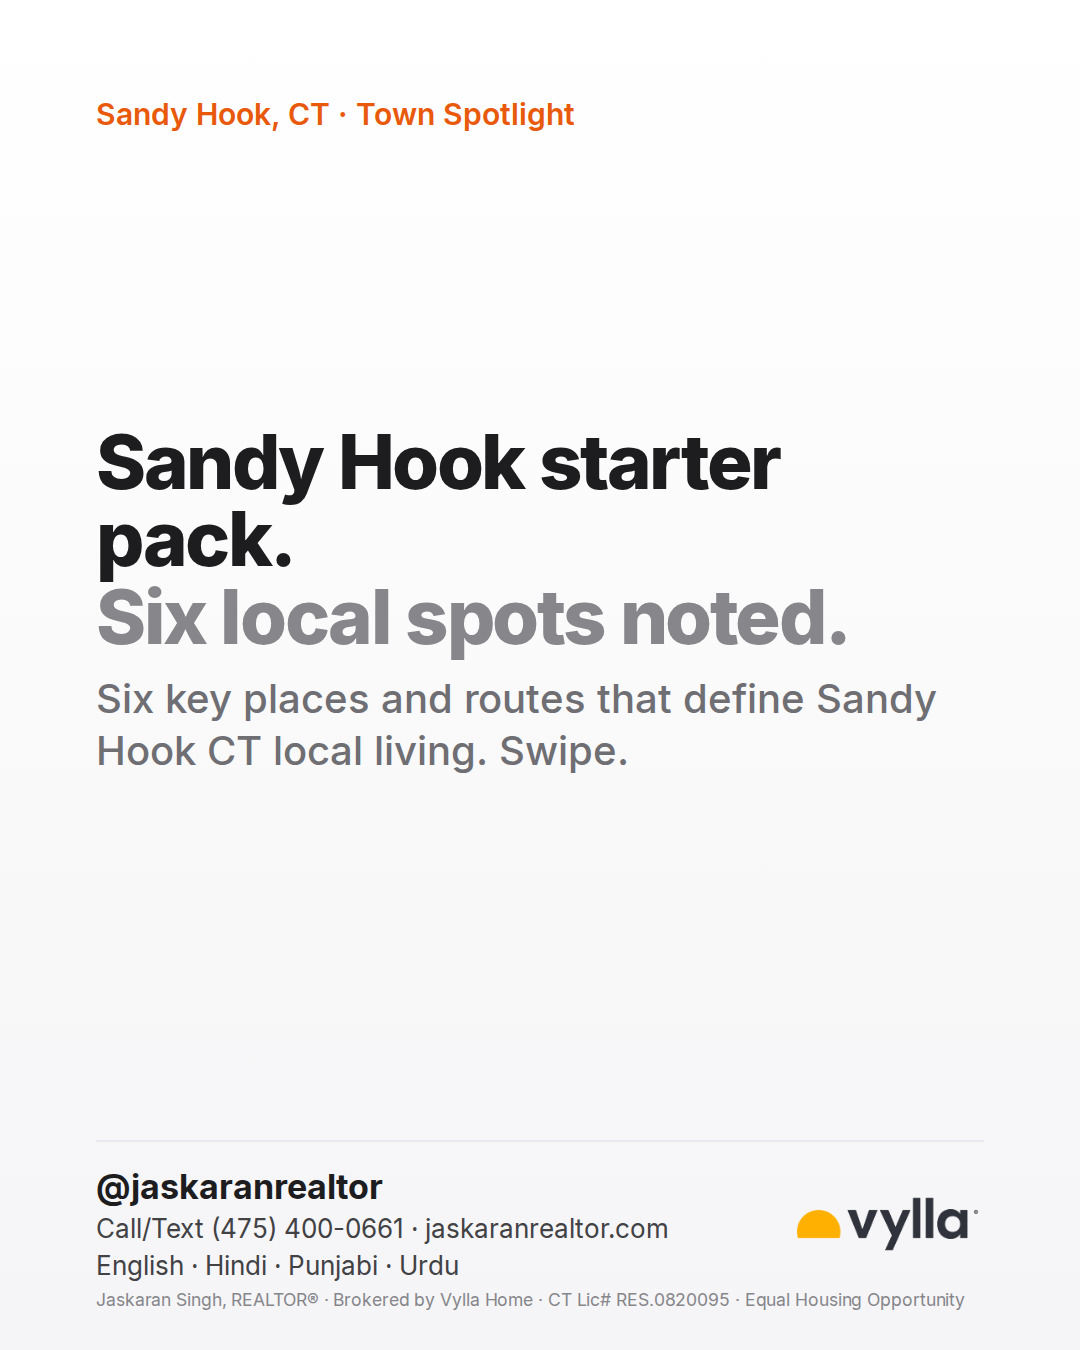 Sandy Hook, CT · Town Spotlight
Sandy Hook starter
pack.
Six local spots noted.
Six key places and routes that define Sandy
Hook CT local living. Swipe.
@jaskaranrealtor
Call/Text (475) 400-0661 · jaskaranrealtor.com
English · Hindi · Punjabi · Urdu
vylla
Jaskaran Singh, REALTOR® · Brokered by Vylla Home · CT Lic# RES.0820095 · Equal Housing Opportunity